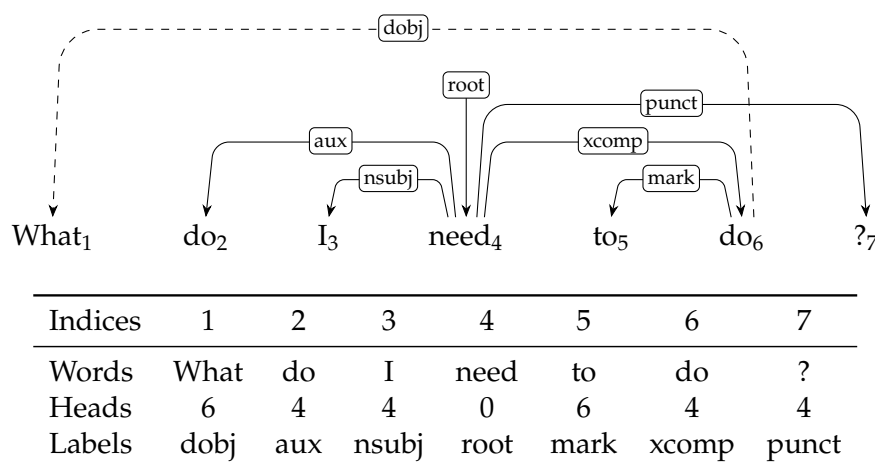 dobj
root
punct
aux
xcomp
nsubj
mark
What₁ do₂ I₃ need₄ to₅ do₆ ?₇
Indices 1 2 3 4 5 6 7
Words What do I need to do ?
Heads 6 4 4 0 6 4 4
Labels dobj aux nsubj root mark xcomp punct